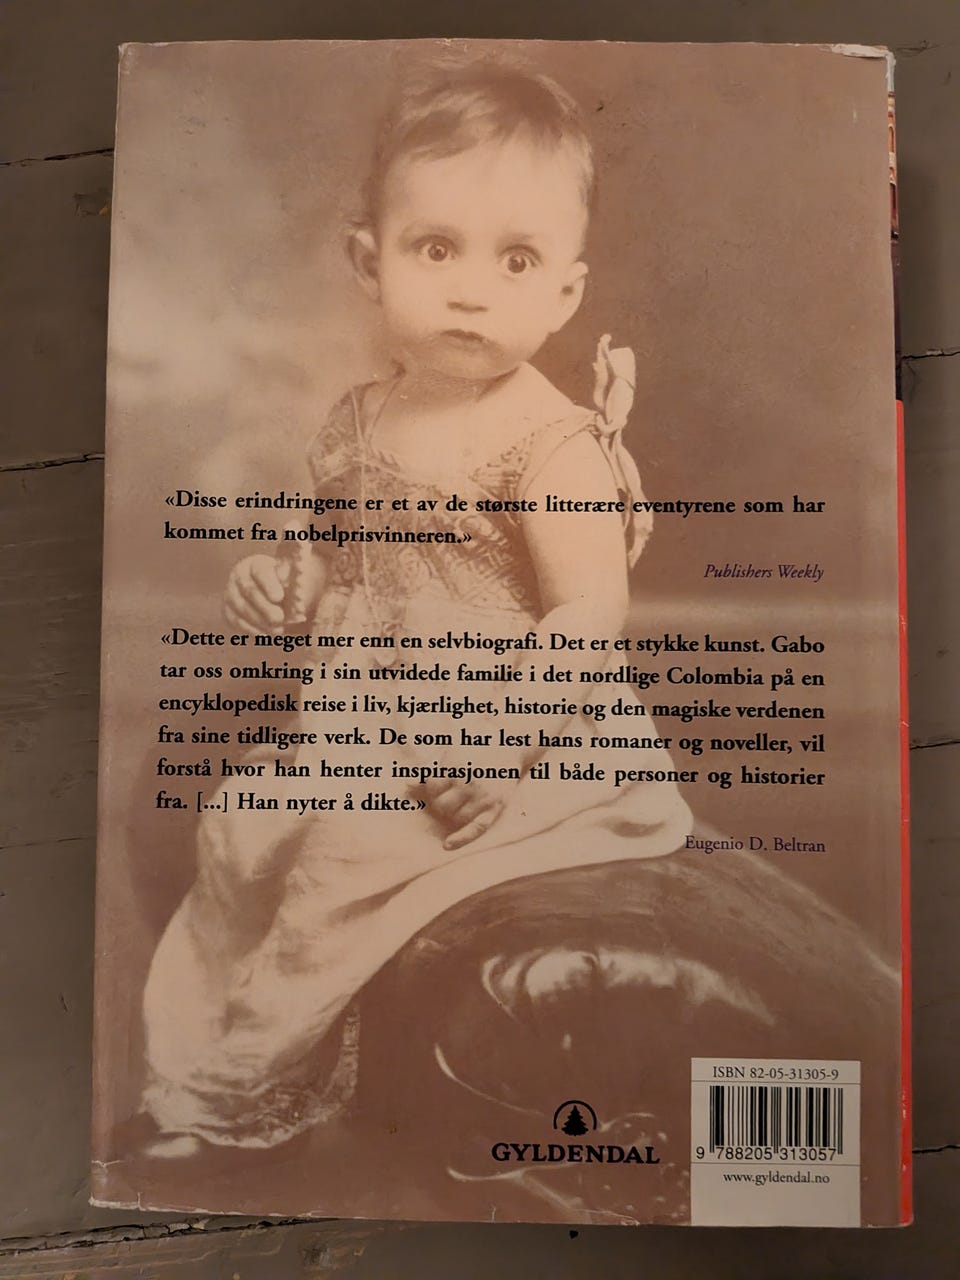 «Disse erindringene er et av de største litterære eventyrene som har
kommet fra nobelprisvinneren.»
Publishers Weekly
«Dette er meget mer enn en selvbiografi. Det er et stykke kunst. Gabo
tar oss omkring i sin utvidede familie i det nordlige Colombia på en
encyklopedisk reise i liv, kjærlighet, historie og den magiske verdenen
fra sine tidligere verk. De som har lest hans romaner og noveller, vil
forstå hvor han henter inspirasjonen til både personer og historier
fra. [...] Han nyter å dikte.»
Eugenio D. Beltran
ISBN 82-05-31305-9
9 788205 313057
www.gyldendal.no
GYLDENDAL